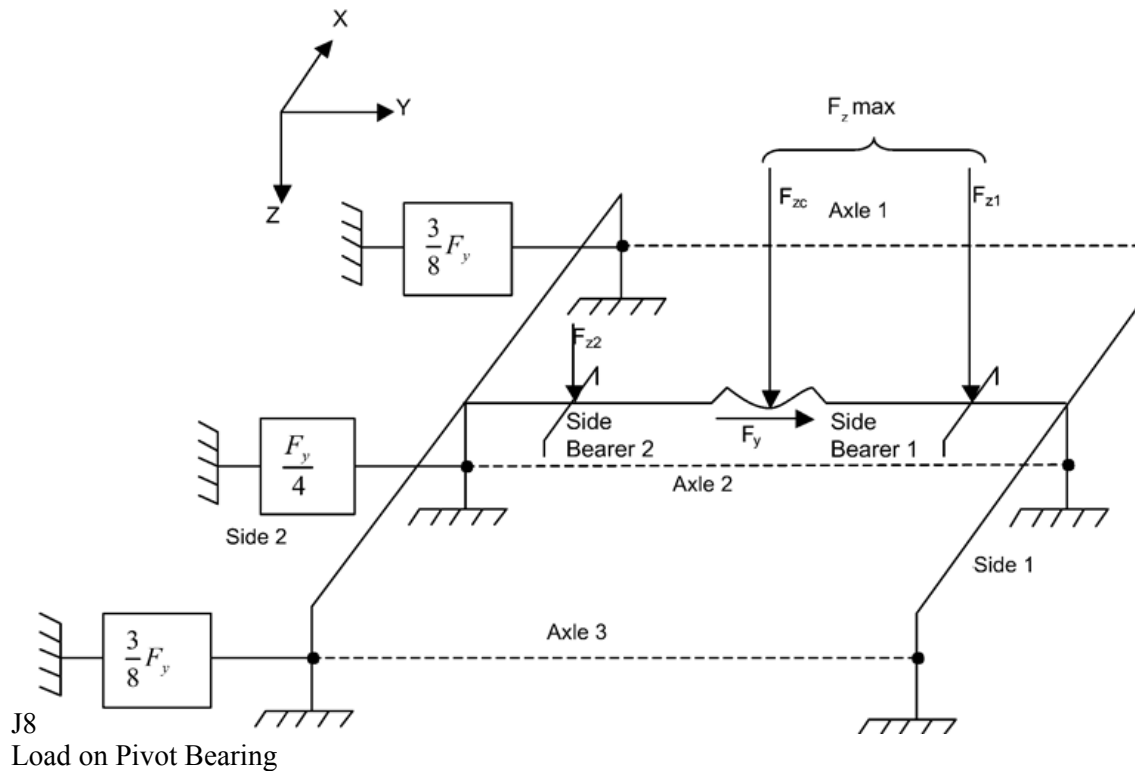 X
Y
Z
F_z max
F_zc
F_z1
Axle 1
3/8 F_y
F_z2
Side
Bearer 2
F_y
Side
Bearer 1
F_y/4
Axle 2
Side 2
Side 1
3/8 F_y
Axle 3
J8
Load on Pivot Bearing